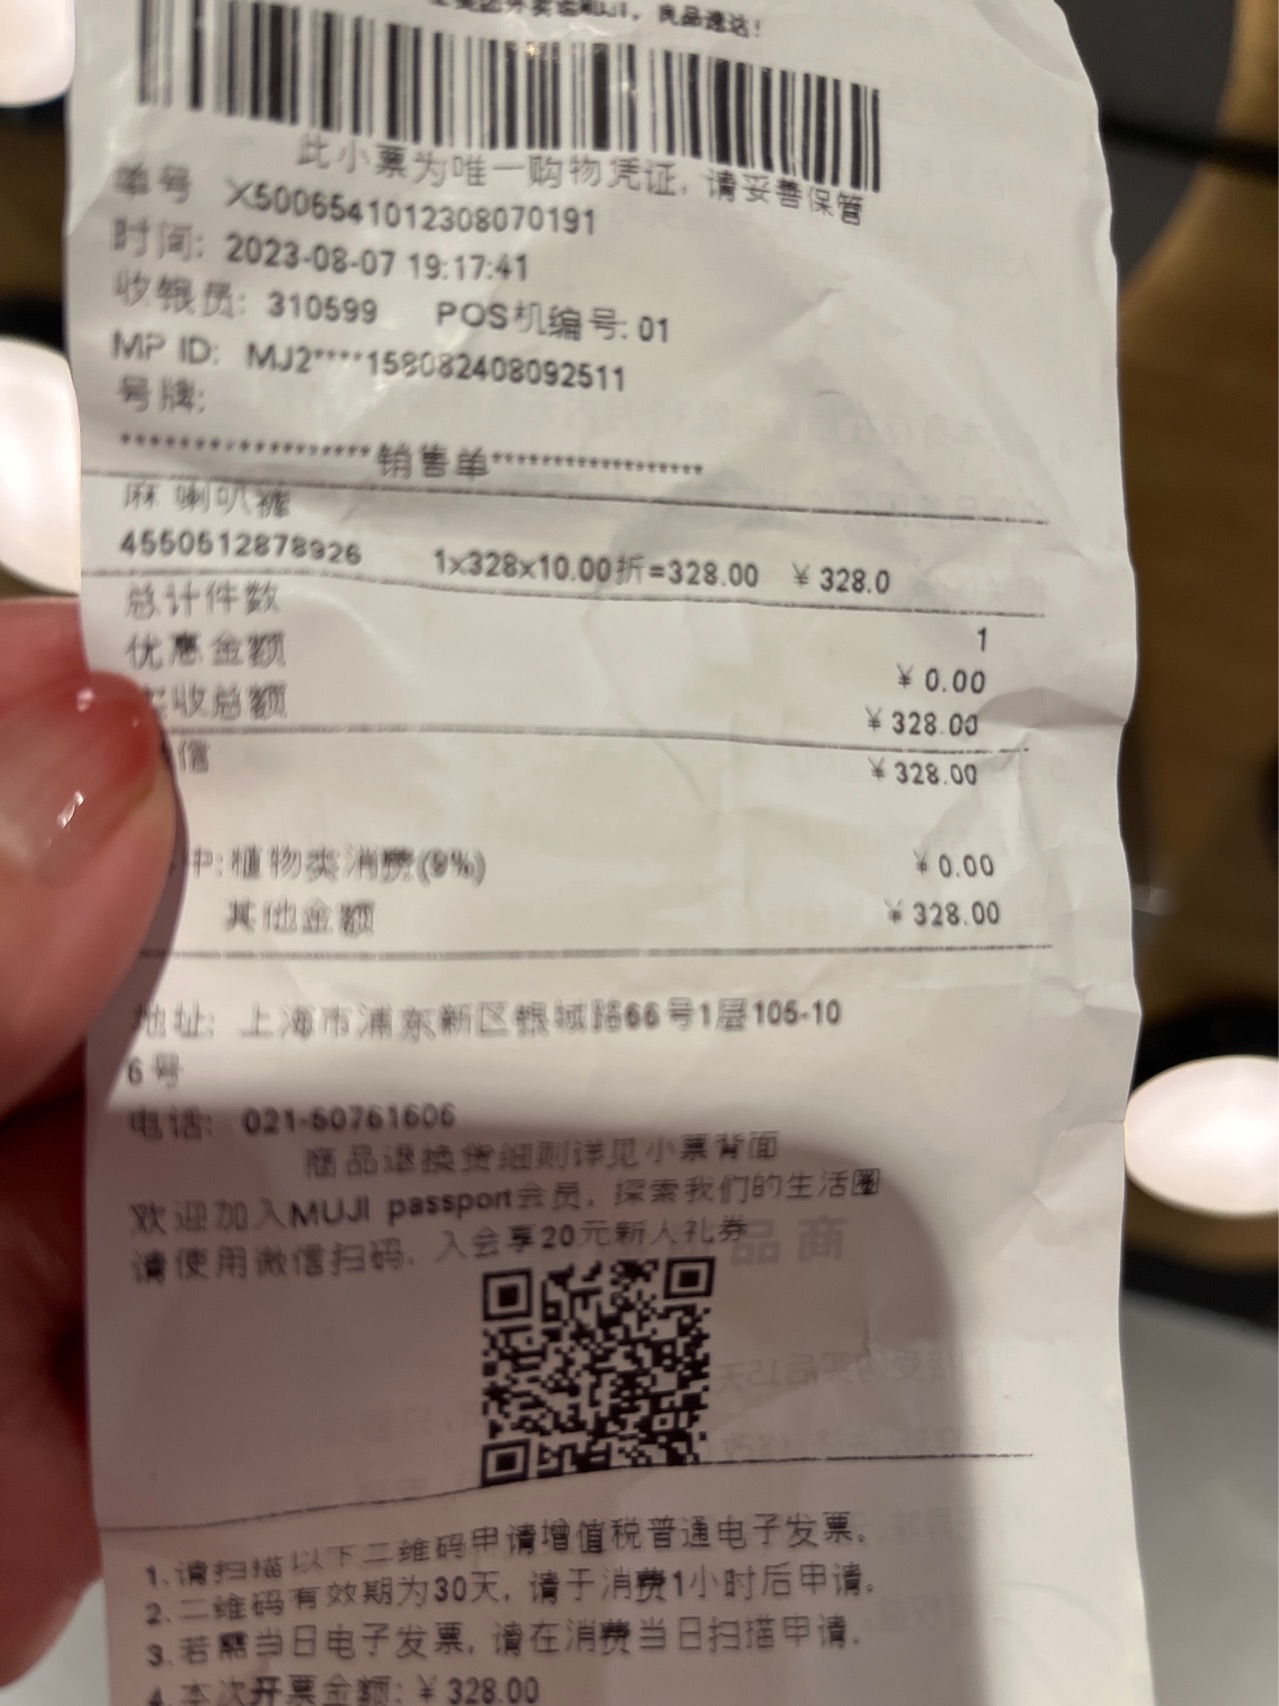 良品速达!
此小票为唯一购物凭证, 请妥善保管
单号 X5006541012308070191
时间: 2023-08-07 19:17:41
收银员: 310599 POS机编号: 01
MP ID: MJ2****158082408092511
号牌:
*******************销售单******************
麻 喇叭裤
4550512878926 1x328x10.00折=328.00 ¥ 328.0
总计件数 1
优惠金额 ¥ 0.00
收总额 ¥ 328.00
信 ¥ 328.00
中: 植物类消费(9%) ¥ 0.00
其他金额 ¥ 328.00
地址: 上海市浦东新区银城路66号1层105-10
6号
电话: 021-50761606
商品退换货细则详见小票背面
欢迎加入MUJI passport会员, 探索我们的生活圈
请使用微信扫码, 入会享20元新人礼券
1. 请扫描以下二维码申请增值税普通电子发票。
2. 二维码有效期为30天, 请于消费1小时后申请。
3. 若需当日电子发票, 请在消费当日扫描申请.
4. 本次开票金额: ¥ 328.00